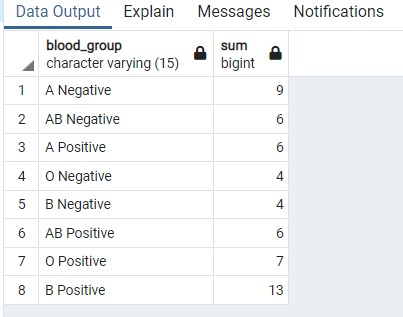 Data Output Explain Messages Notifications
blood_group sum
character varying (15) bigint
1 A Negative 9
2 AB Negative 6
3 A Positive 6
4 O Negative 4
5 B Negative 4
6 AB Positive 6
7 O Positive 7
8 B Positive 13